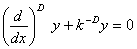 (d/dx)^D y + k^{-D} y = 0